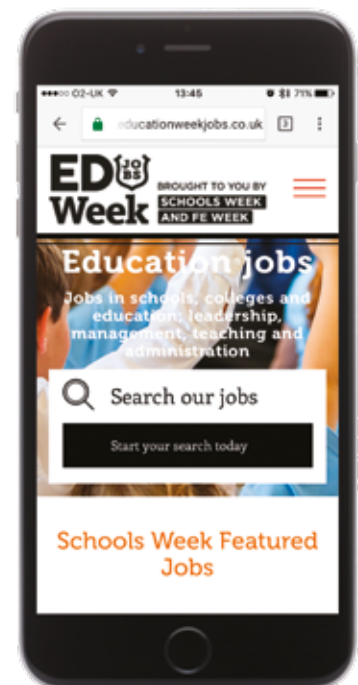 O2-UK 13:45 71%
educationweekjobs.co.uk
ED JOBS
Week
BROUGHT TO YOU BY
SCHOOLS WEEK
AND FE WEEK
Education jobs
Jobs in schools, colleges and
education; leadership,
management, teaching and
administration
Search our jobs
Start your search today
Schools Week Featured
Jobs